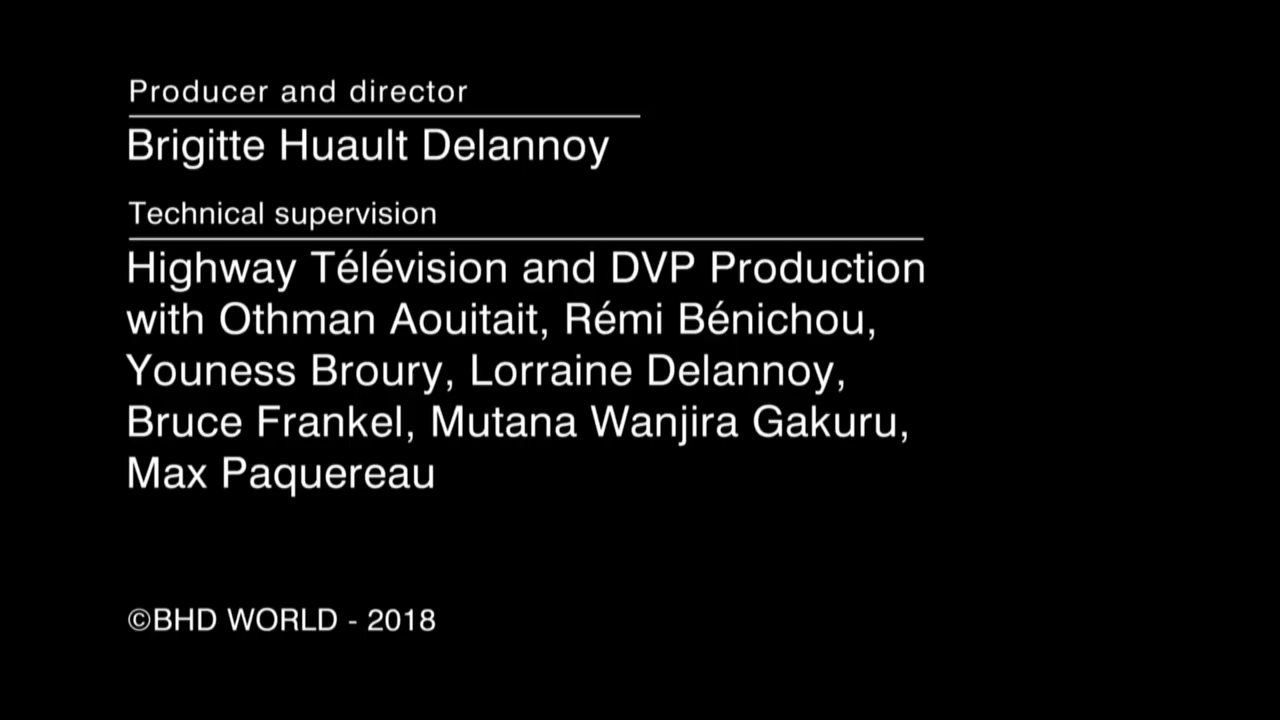 Producer and director
Brigitte Huault Delannoy
Technical supervision
Highway Télévision and DVP Production
with Othman Aouitait, Rémi Bénichou,
Youness Broury, Lorraine Delannoy,
Bruce Frankel, Mutana Wanjira Gakuru,
Max Paquereau
©BHD WORLD - 2018